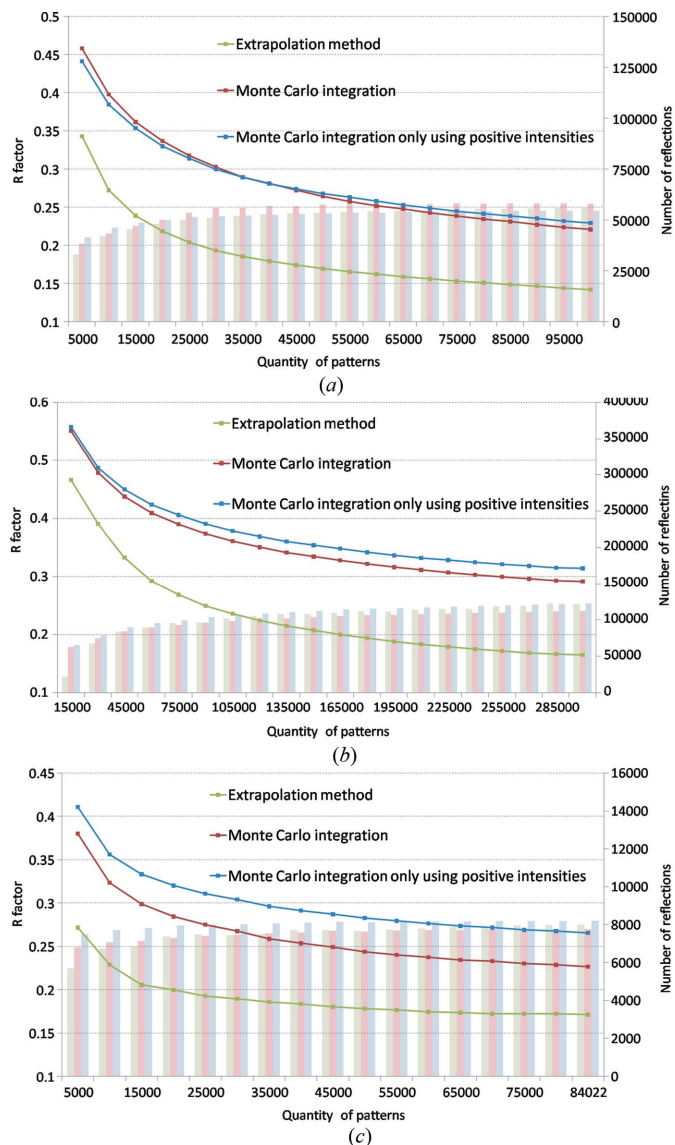 0.5
0.45
0.4
0.35
0.3
0.25
0.2
0.15
0.1
R factor
Extrapolation method
Monte Carlo integration
Monte Carlo integration only using positive intensities
150000
125000
100000
75000
50000
25000
0
Number of reflections
5000 15000 25000 35000 45000 55000 65000 75000 85000 95000
Quantity of patterns
(a)
0.6
0.5
0.4
0.3
0.2
0.1
R factor
Extrapolation method
Monte Carlo integration
Monte Carlo integration only using positive intensities
400000
350000
300000
250000
200000
150000
100000
50000
0
Number of reflectins
15000 45000 75000 105000 135000 165000 195000 225000 255000 285000
Quantity of patterns
(b)
0.45
0.4
0.35
0.3
0.25
0.2
0.15
0.1
R factor
Extrapolation method
Monte Carlo integration
Monte Carlo integration only using positive intensities
16000
14000
12000
10000
8000
6000
4000
2000
0
Number of reflections
5000 15000 25000 35000 45000 55000 65000 75000 84022
Quantity of patterns
(c)